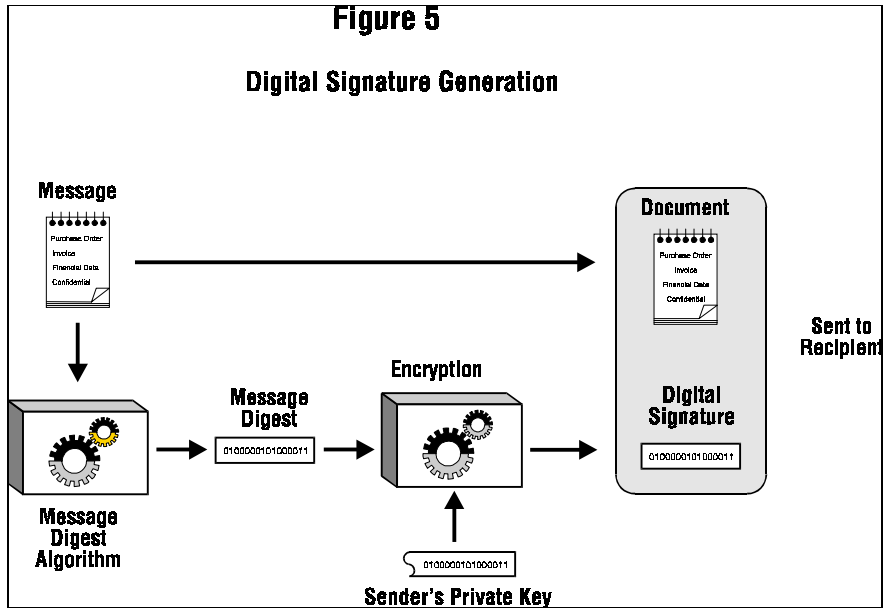 Figure 5
Digital Signature Generation
Message
Purchase Order
Invoice
Financial Data
Confidential
Document
Purchase Order
Invoice
Financial Data
Confidential
Sent to
Recipient
Message
Digest
Algorithm
Message
Digest
0100000101000011
Encryption
0100000101000011
Sender's Private Key
Digital
Signature
0100000101000011